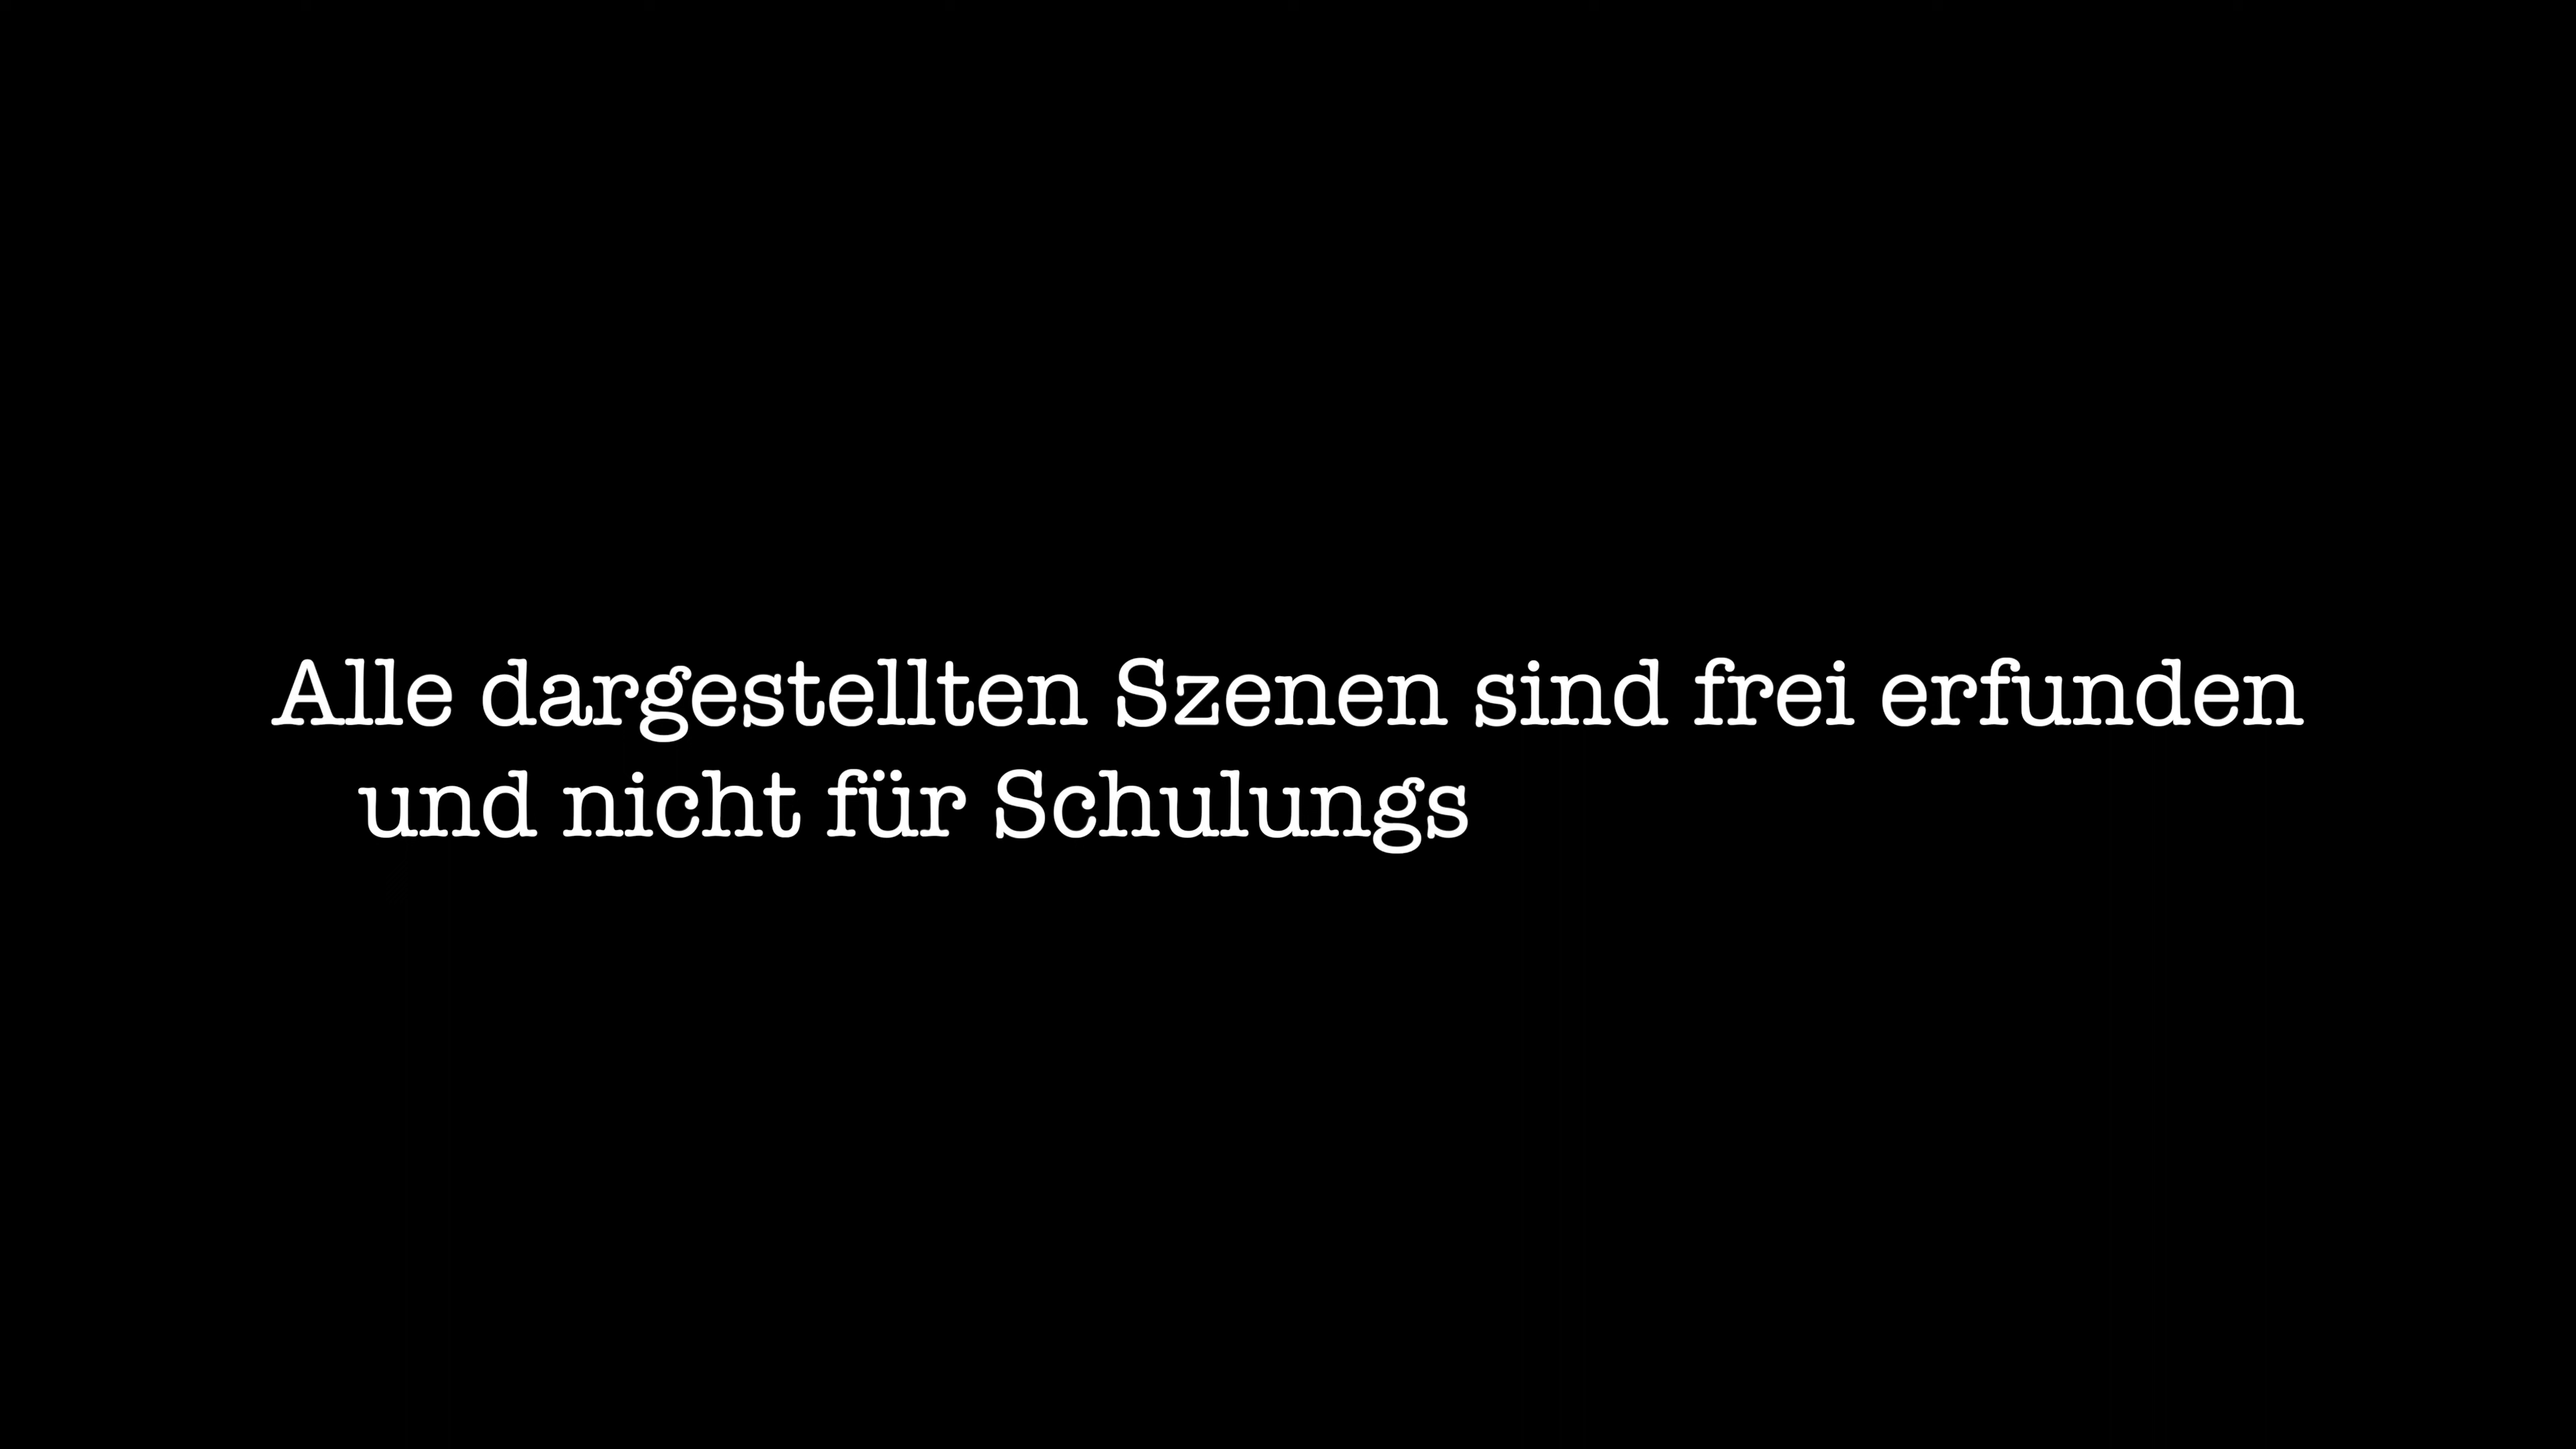 Alle dargestellten Szenen sind frei erfunden
und nicht für Schulungs